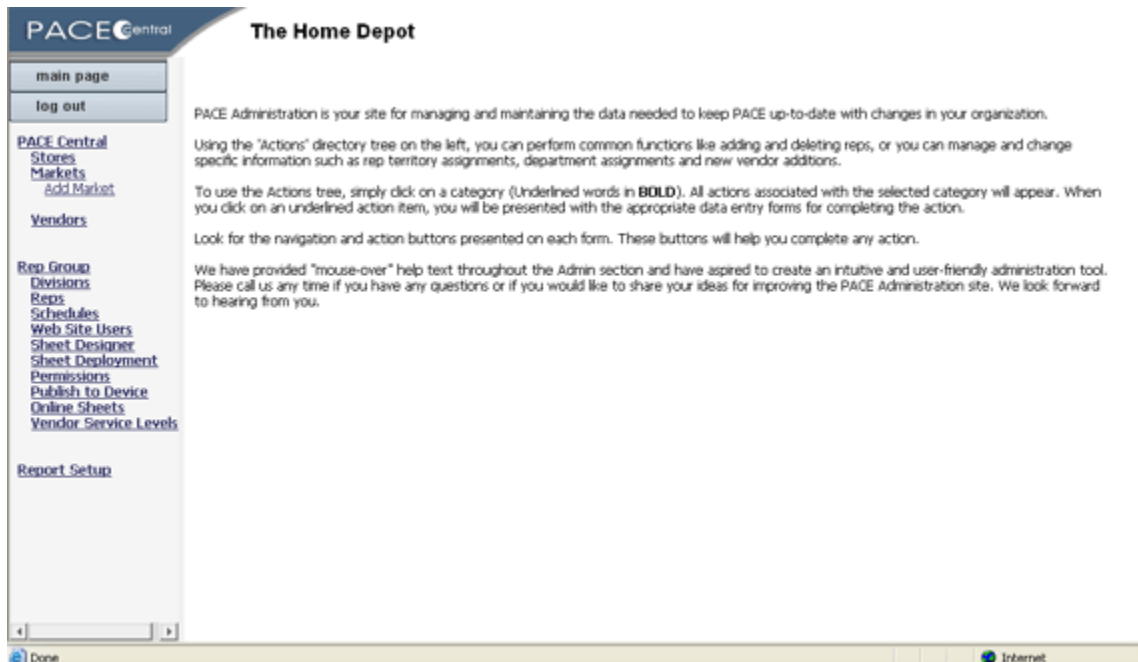 PACE Central
The Home Depot
main page
log out
PACE Central
Stores
Markets
Add Market
Vendors
Rep Group
Divisions
Reps
Schedules
Web Site Users
Sheet Designer
Sheet Deployment
Permissions
Publish to Device
Online Sheets
Vendor Service Levels
Report Setup
PACE Administration is your site for managing and maintaining the data needed to keep PACE up-to-date with changes in your organization.
Using the 'Actions' directory tree on the left, you can perform common functions like adding and deleting reps, or you can manage and change
specific information such as rep territory assignments, department assignments and new vendor additions.
To use the Actions tree, simply click on a category (Underlined words in BOLD). All actions associated with the selected category will appear. When
you click on an underlined action item, you will be presented with the appropriate data entry forms for completing the action.
Look for the navigation and action buttons presented on each form. These buttons will help you complete any action.
We have provided "mouse-over" help text throughout the Admin section and have aspired to create an intuitive and user-friendly administration tool.
Please call us any time if you have any questions or if you would like to share your ideas for improving the PACE Administration site. We look forward
to hearing from you.
Done
Internet